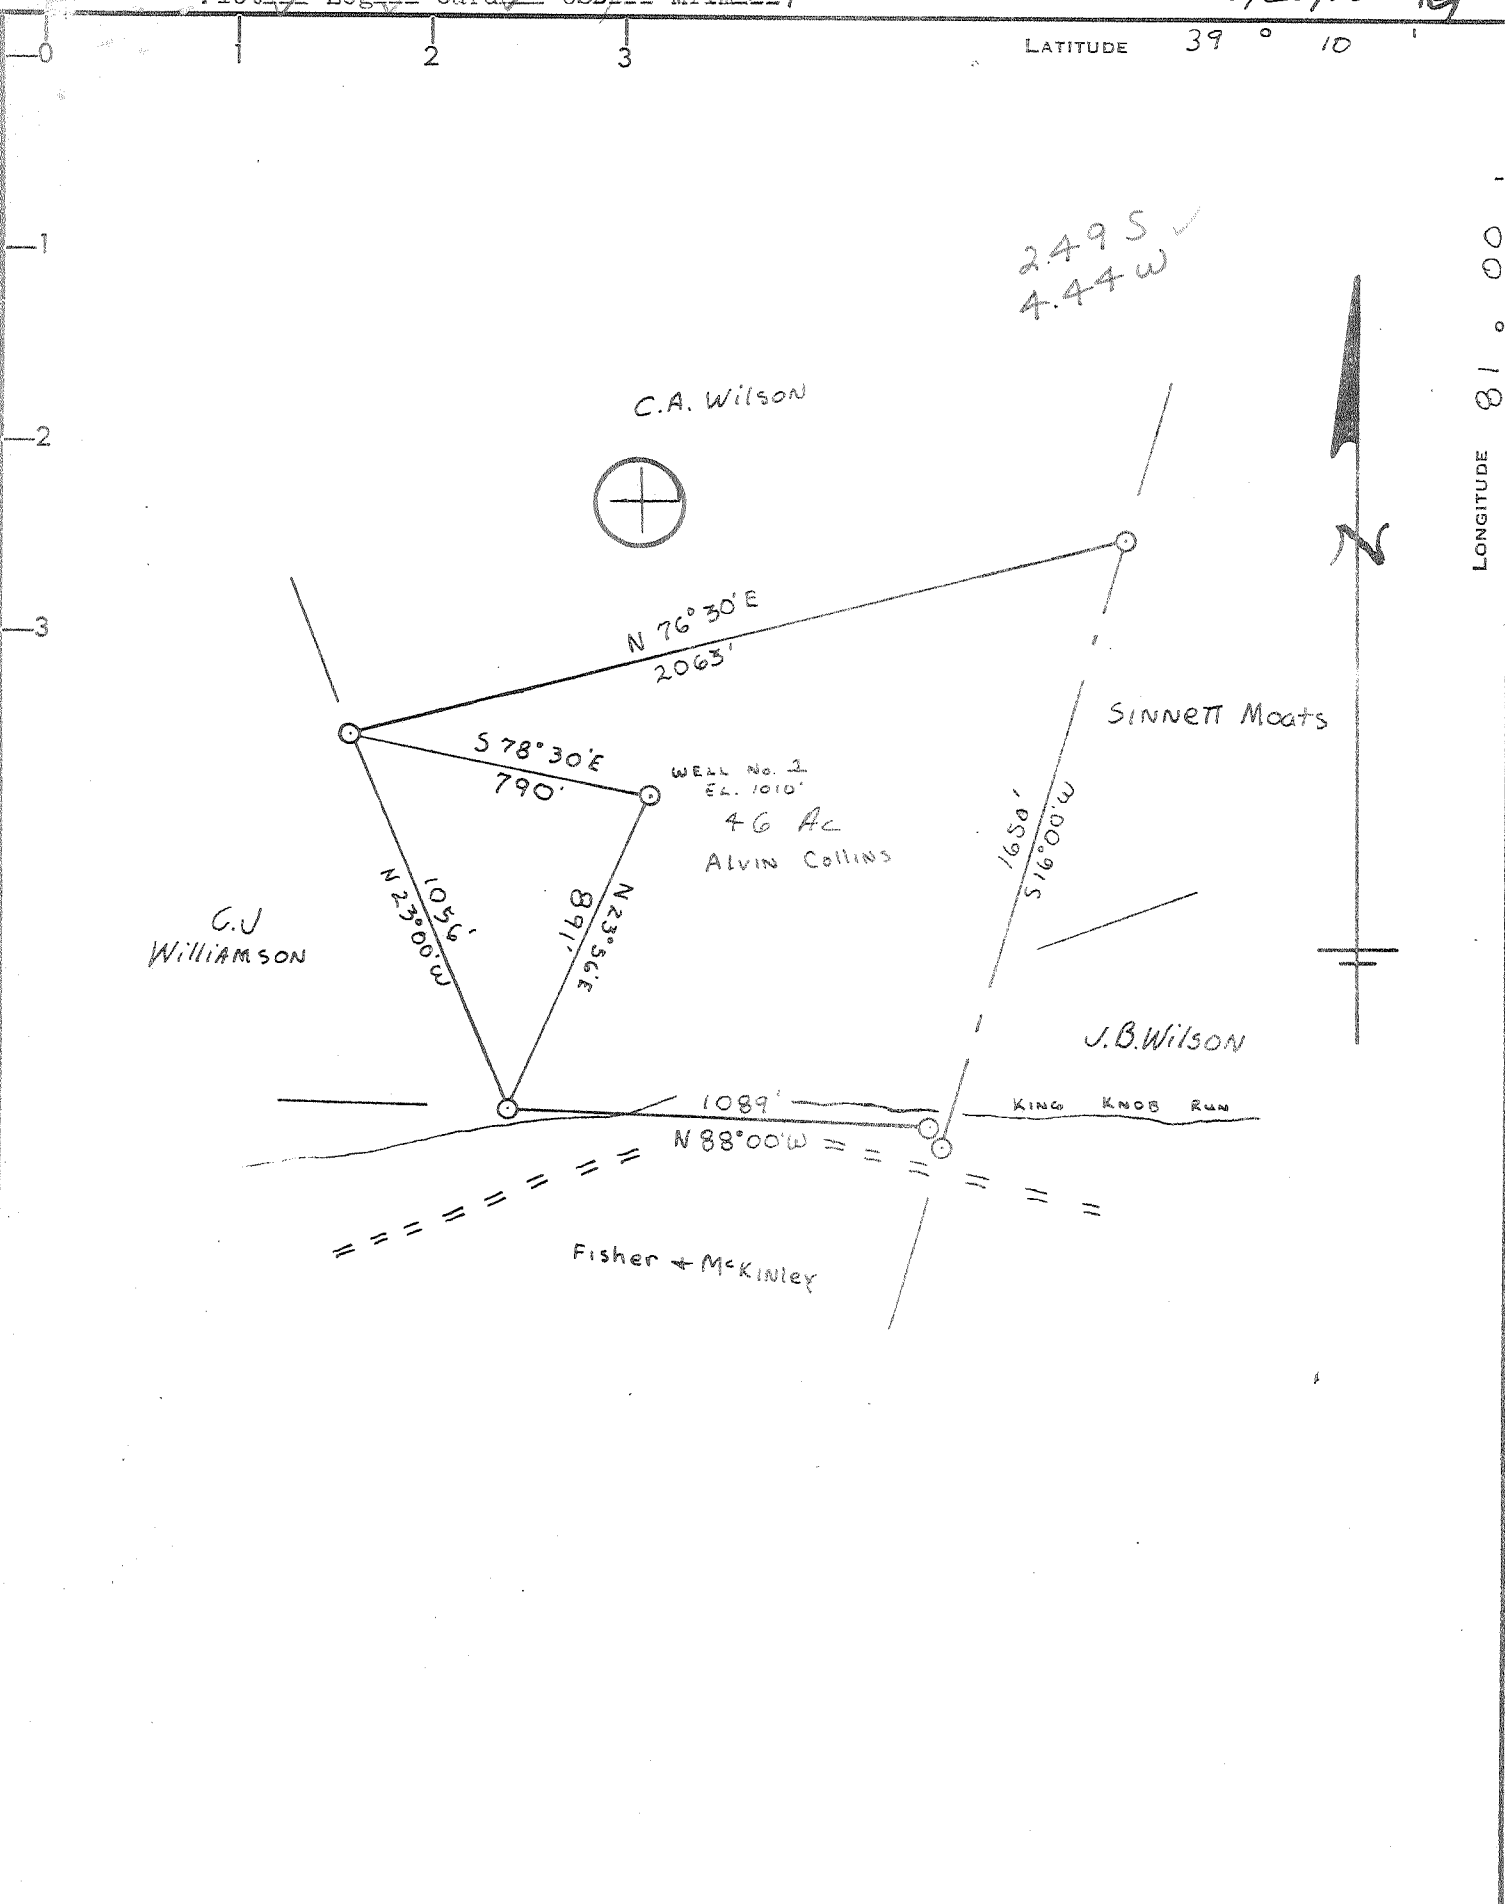 0
1
2
3
LATITUDE 39 ° 10 '
1
2
3
LONGITUDE 81 ° 00 '
2.49 S ✓
4.44 W
C.A. Wilson
N 76°30'E
2063'
N
SINNETT Moats
S 78°30'E
790'
WELL No. 1
EL. 1010'
46 Ac
ALVIN COLLINS
1650'
S16°00'W
1056'
N 23°00'W
N23°56'E
891'
C.J
WILLIAMSON
J.B.WILSON
1089'
KING KNOB RUN
N 88°00'W
Fisher + McKINLEY